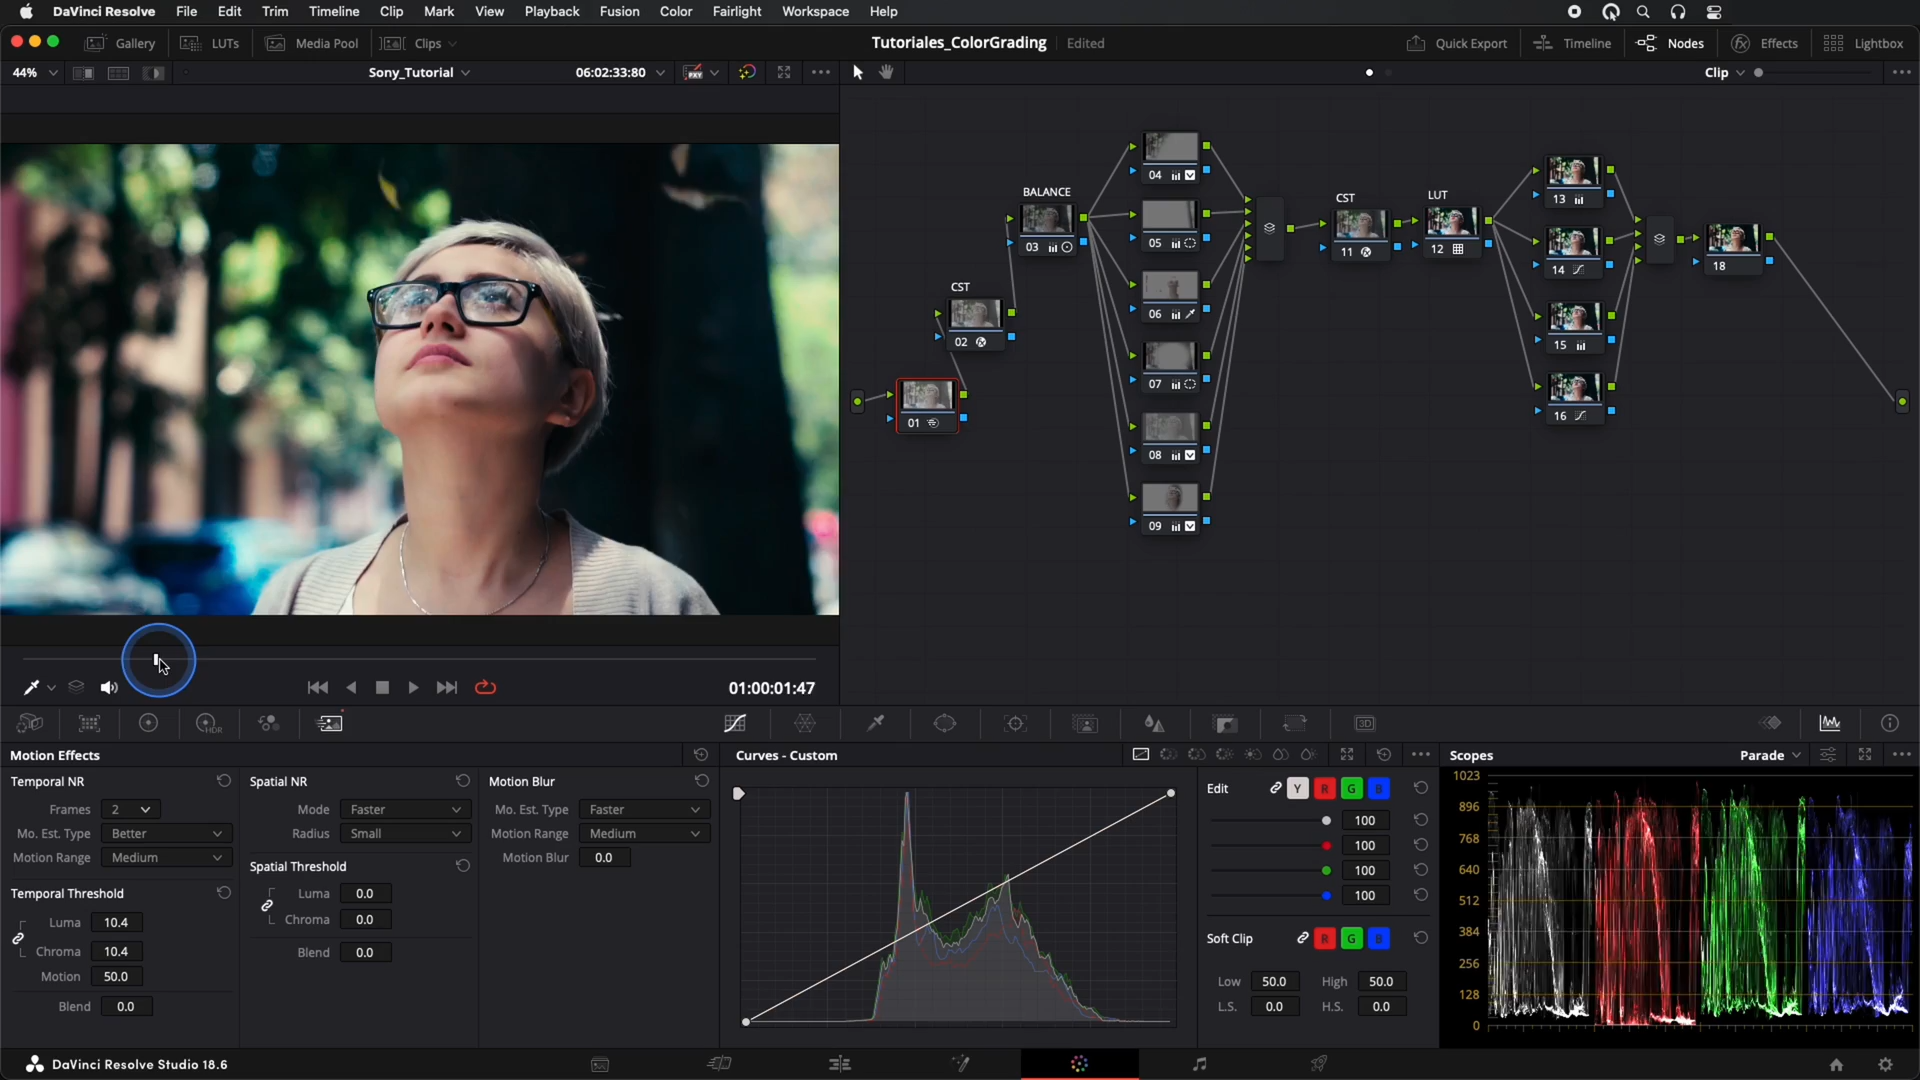 DaVinci Resolve File Edit Trim Timeline Clip Mark View Playback Fusion Color Fairlight Workspace Help
Gallery LUTs Media Pool Clips Tutoriales_ColorGrading Edited Quick Export Timeline Nodes Effects Lightbox
44% Sony_Tutorial 06:02:33:80 Clip
04
BALANCE
CST
LUT
13
03
05
11
12
14
18
CST
06
02
15
07
16
01
08
09
01:00:01:47
HDR
3D
Motion Effects
Temporal NR
Frames 2
Mo. Est. Type Better
Motion Range Medium
Temporal Threshold
Luma 10.4
Chroma 10.4
Motion 50.0
Blend 0.0
Spatial NR
Mode Faster
Radius Small
Spatial Threshold
Luma 0.0
Chroma 0.0
Blend 0.0
Motion Blur
Mo. Est. Type Faster
Motion Range Medium
Motion Blur 0.0
Curves - Custom
Edit Y R G B
100
100
100
100
Soft Clip R G B
Low 50.0 High 50.0
L.S. 0.0 H.S. 0.0
Scopes Parade
1023
896
768
640
512
384
256
128
0
DaVinci Resolve Studio 18.6